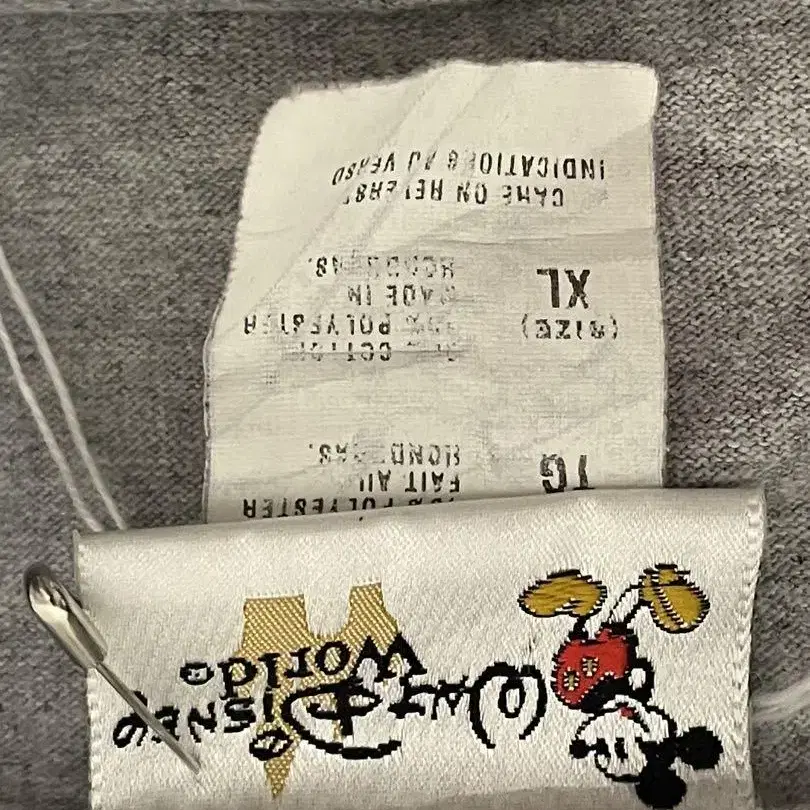 Walt Disney
World
POLYESTER
TG
FAIT AU
HONDURAS.
COTTON
(SIZE)
POLYESTER
XL
MADE IN
HONDURAS.
CARE ON REVERSE
INDICATIONS AU VERSO